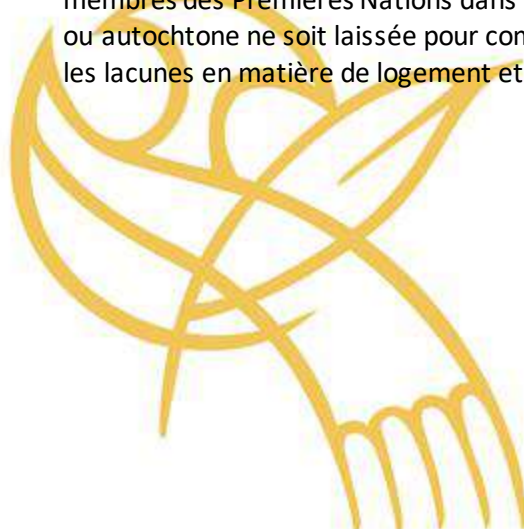 membres des Premières Nations dans
ou autochtone ne soit laissée pour con
les lacunes en matière de logement et